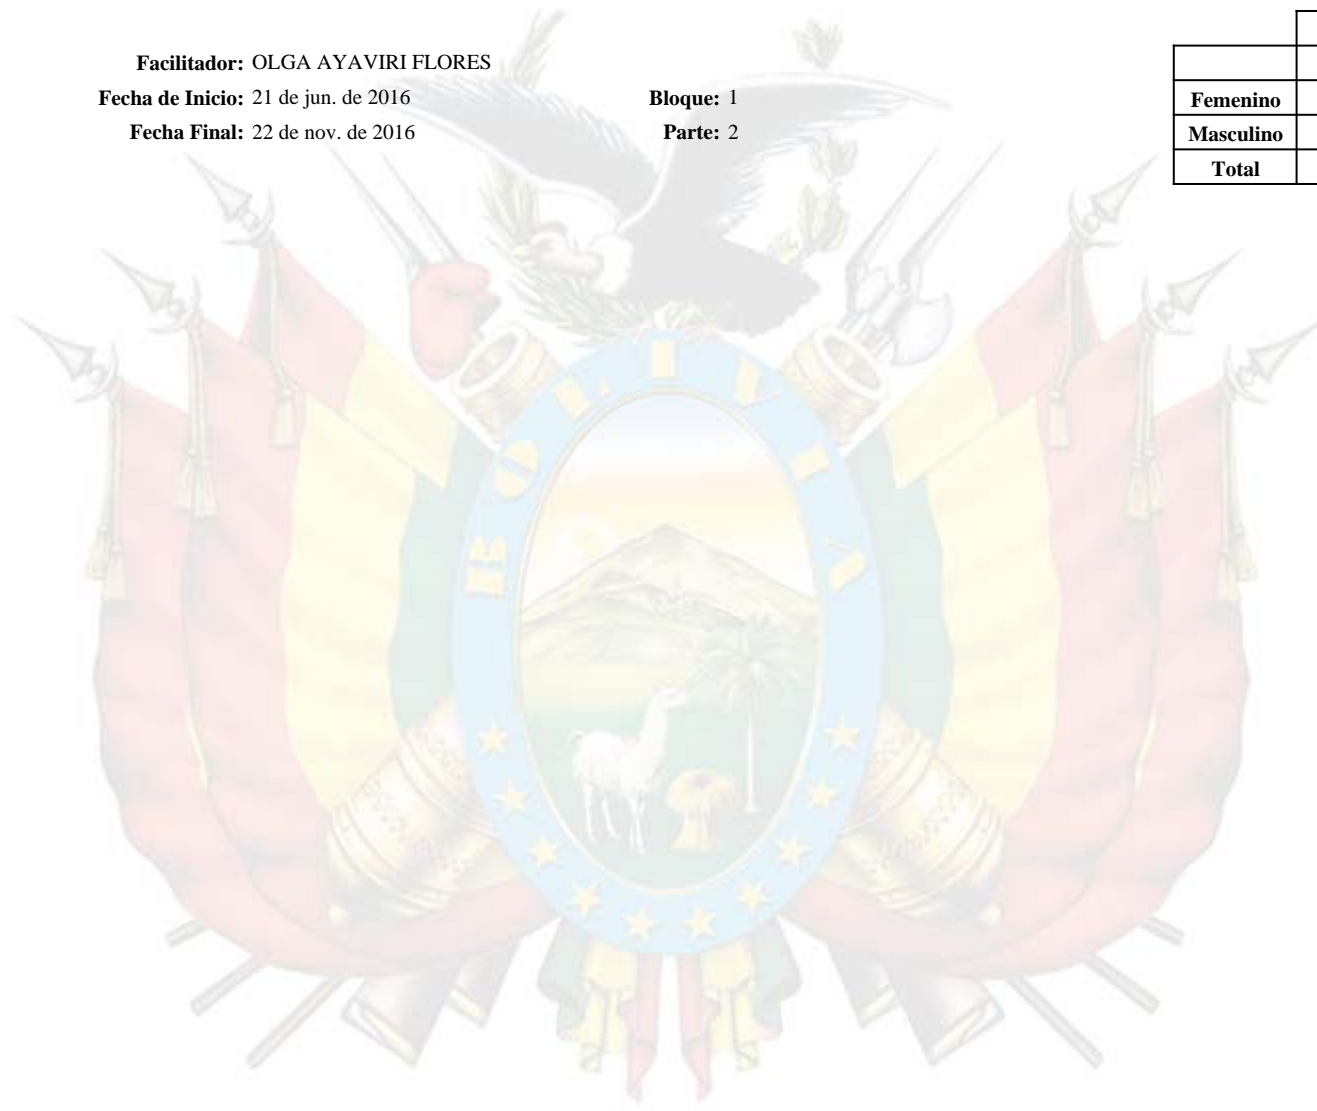 Facilitador: OLGA AYAVIRI FLORES
Fecha de Inicio: 21 de jun. de 2016 Bloque: 1
Femenino
Fecha Final: 22 de nov. de 2016 Parte: 2
Masculino
Total
BOLIVIA